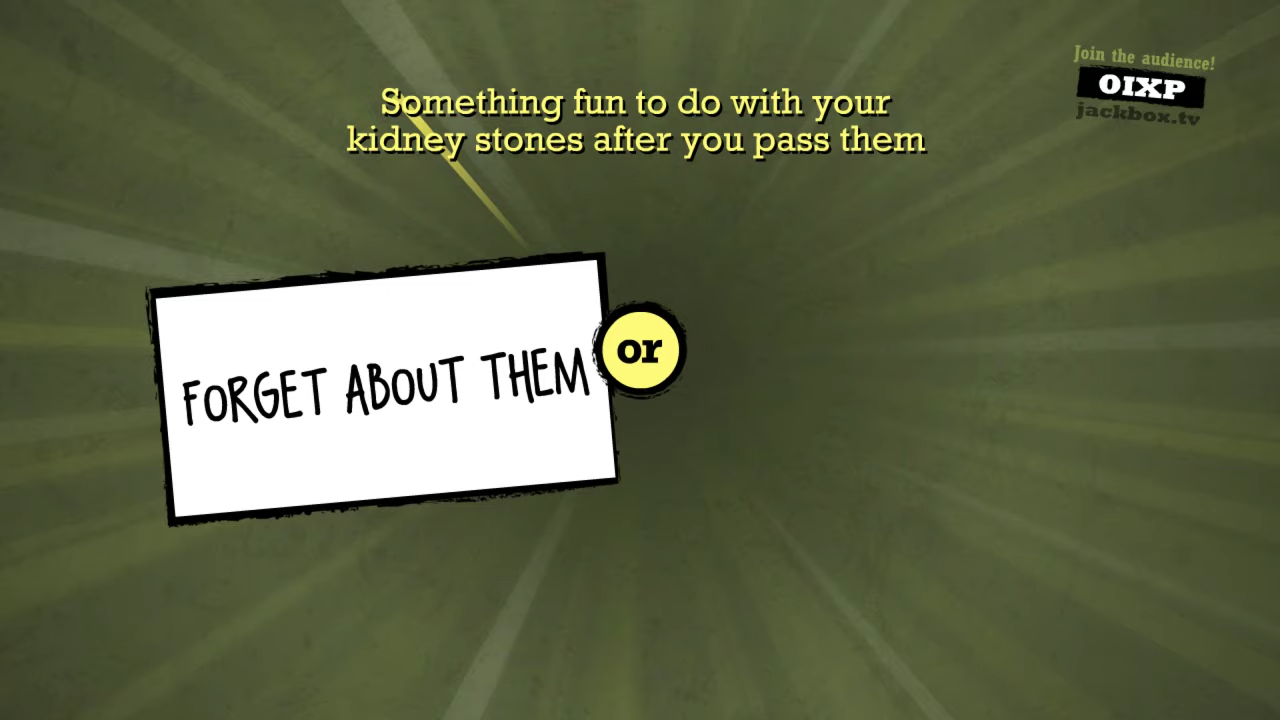 Join the audience!
OIXP
jackbox.tv
Something fun to do with your
kidney stones after you pass them
FORGET ABOUT THEM
or